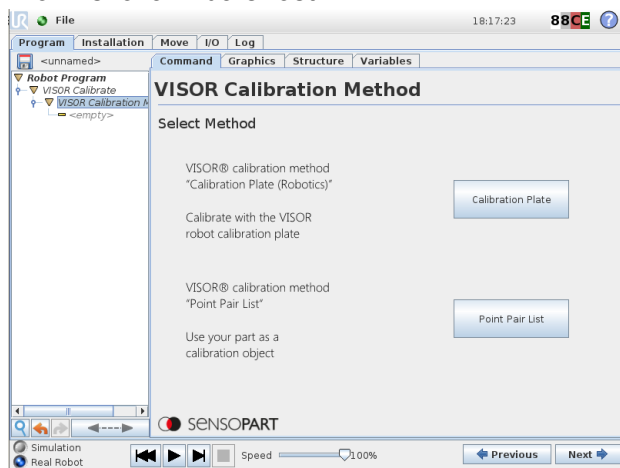 File
18:17:23
88CE
?
Program Installation Move I/O Log
<unnamed>
Command Graphics Structure Variables
Robot Program
VISOR Calibrate
VISOR Calibration M
<empty>
VISOR Calibration Method
Select Method
VISOR® calibration method
"Calibration Plate (Robotics)"
Calibrate with the VISOR
robot calibration plate
Calibration Plate
VISOR® calibration method
"Point Pair List"
Use your part as a
calibration object
Point Pair List
SENSOPART
Simulation
Real Robot
Speed
100%
Previous
Next